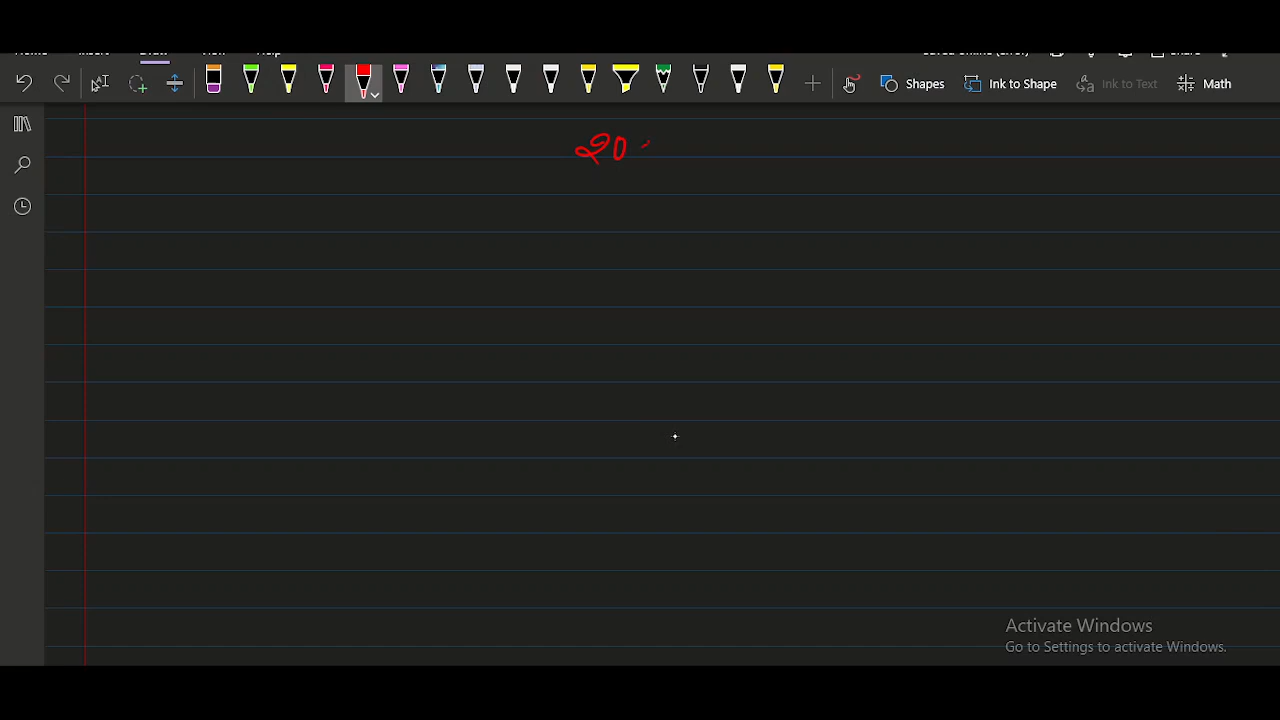 Shapes Ink to Shape Ink to Text Math
20
Activate Windows
Go to Settings to activate Windows.